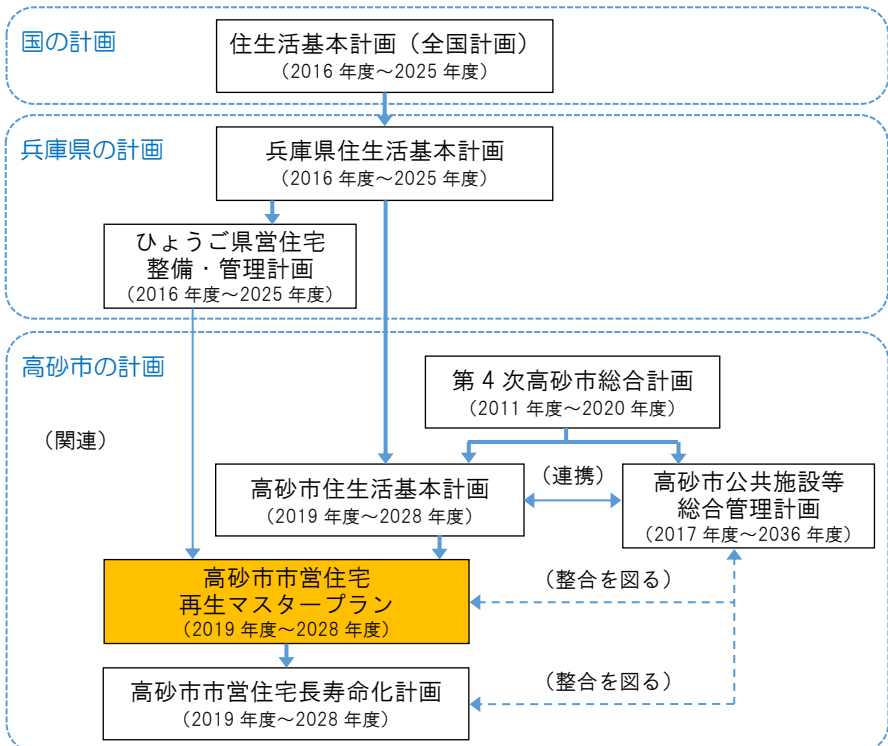 国の計画
住生活基本計画（全国計画）
（2016 年度～2025 年度）
兵庫県の計画
兵庫県住生活基本計画
（2016 年度～2025 年度）
ひょうご県営住宅
整備・管理計画
（2016 年度～2025 年度）
高砂市の計画
第 4 次高砂市総合計画
（2011 年度～2020 年度）
（関連）
高砂市住生活基本計画
（2019 年度～2028 年度）
（連携）
高砂市公共施設等
総合管理計画
（2017 年度～2036 年度）
高砂市市営住宅
再生マスタープラン
（2019 年度～2028 年度）
（整合を図る）
高砂市市営住宅長寿命化計画
（2019 年度～2028 年度）
（整合を図る）